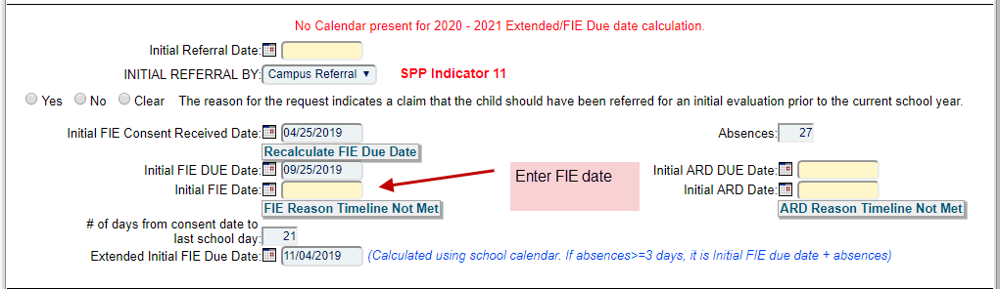 No Calendar present for 2020 - 2021 Extended/FIE Due date calculation.
Initial Referral Date:
INITIAL REFERRAL BY: Campus Referral ▼ SPP Indicator 11
Yes No Clear The reason for the request indicates a claim that the child should have been referred for an initial evaluation prior to the current school year.
Initial FIE Consent Received Date: 04/25/2019 Absences: 27
Recalculate FIE Due Date
Initial FIE DUE Date: 09/25/2019 Enter FIE date Initial ARD DUE Date:
Initial FIE Date: Initial ARD Date:
FIE Reason Timeline Not Met ARD Reason Timeline Not Met
# of days from consent date to
last school day: 21
Extended Initial FIE Due Date: 11/04/2019 (Calculated using school calendar. If absences>=3 days, it is Initial FIE due date + absences)